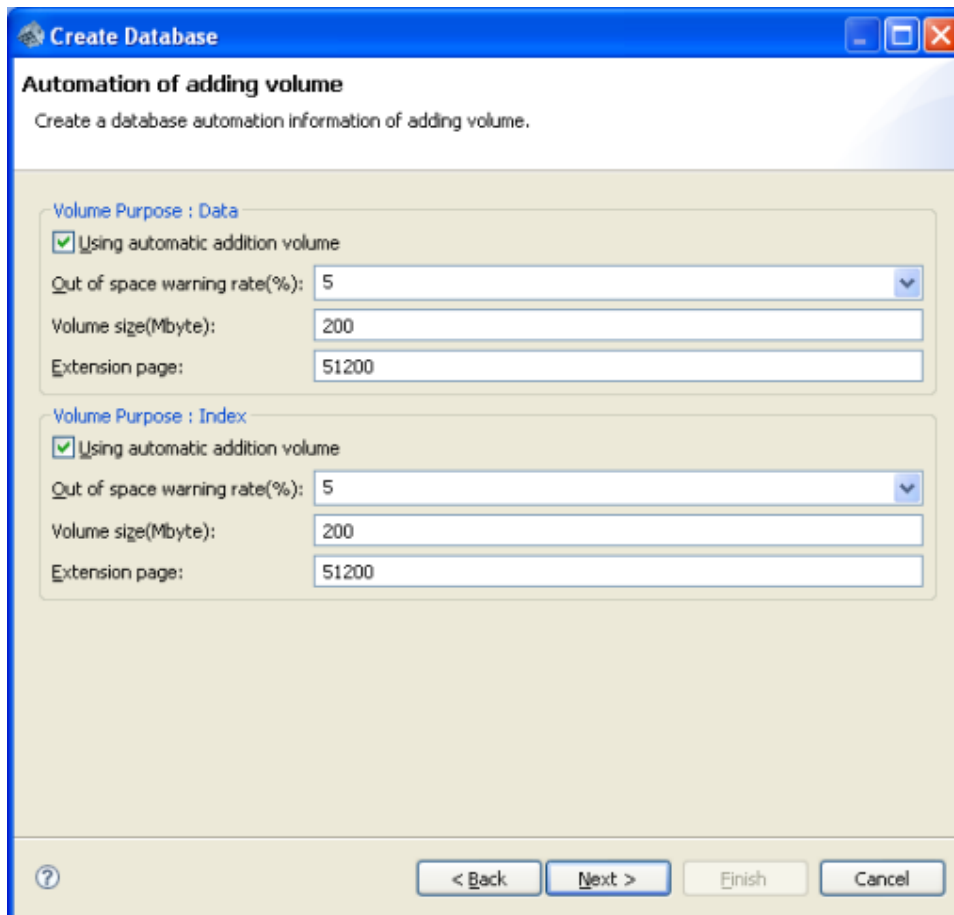 Create Database
Automation of adding volume
Create a database automation information of adding volume.
Volume Purpose : Data
Using automatic addition volume
Out of space warning rate(%): 5
Volume size(Mbyte): 200
Extension page: 51200
Volume Purpose : Index
Using automatic addition volume
Out of space warning rate(%): 5
Volume size(Mbyte): 200
Extension page: 51200
? < Back Next > Finish Cancel